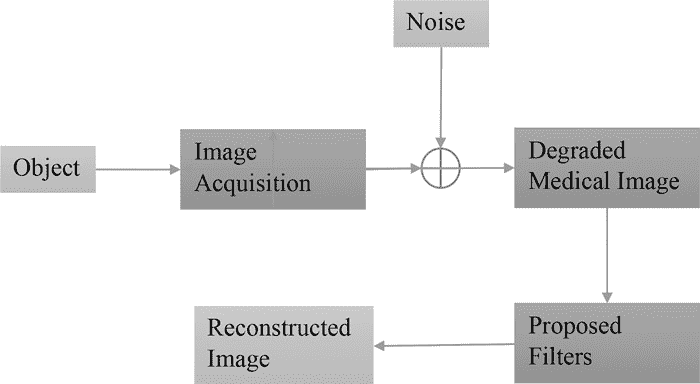 Noise
Object
Image
Acquisition
Degraded
Medical Image
Reconstructed
Image
Proposed
Filters